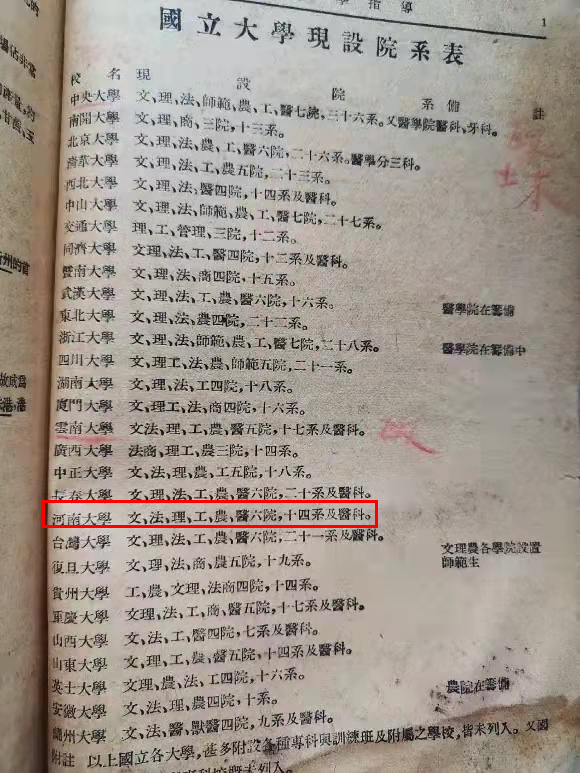 學指導
1
國立大學現設院系表
校名 現設院系 備註
中央大學 文、理、法、師範、農、工、醫七院,三十六系。又醫學院醫科、牙科。
南開大學 文、理、商、三院,十三系。
北京大學 文、理、法、農、工、醫六院,二十六系。醫學分三科。
清華大學 文、理、法、工、農五院,二十三系。
西北大學 文、理、法、醫四院,十四系及醫科。
中山大學 文、理、法、師範、農、工、醫七院,二十七系。
交通大學 理、工、管理、三院,十二系。
同濟大學 文理、法、工、醫四院,十三系及醫科。
暨南大學 文、理、法、商四院,十五系。
武漢大學 文、理、法、工、農、醫六院,十六系。 醫學院在籌備
東北大學 文、理、法、農四院,二十二系。
浙江大學 文、理、法、師範、農、工、醫七院,二十八系。 醫學院在籌備中
四川大學 文、理工、法、農、師範五院,二十一系。
湖南大學 文、理、法、工四院,十八系。
廈門大學 文、理工、法、商四院,十六系。
雲南大學 文法、理、工、農、醫五院,十七系及醫科。
廣西大學 法商、理工、農三院,十四系。
中正大學 文、法、理、農、工五院,十八系。
長春大學 文、理、法、工、農、醫六院,二十系及醫科。
河南大學 文、法、理、工、農、醫六院,十四系及醫科。
台灣大學 文、理、法、工、農、醫六院,二十一系及醫科。
復旦大學 文、理、法、商、農五院,十九系。 文理農各學院設置師範生
貴州大學 工、農、文理、法商四院,十四系。
重慶大學 文理、法、工、商、醫五院,十七系及醫科。
山西大學 文、法、工、醫四院,七系及醫科。
山東大學 文、理、工、農、醫五院,十四系及醫科。
英士大學 文理、農、法、工四院,十六系。 農院在籌備
安徽大學 文、法、理、農四院,十系。
蘭州大學 文、法、醫、獸醫四院,九系及醫科。
附註 以上國立各大學,甚多附設各種專科與訓練班及附屬之學校,皆未列入。又國
專科學校概未列入。